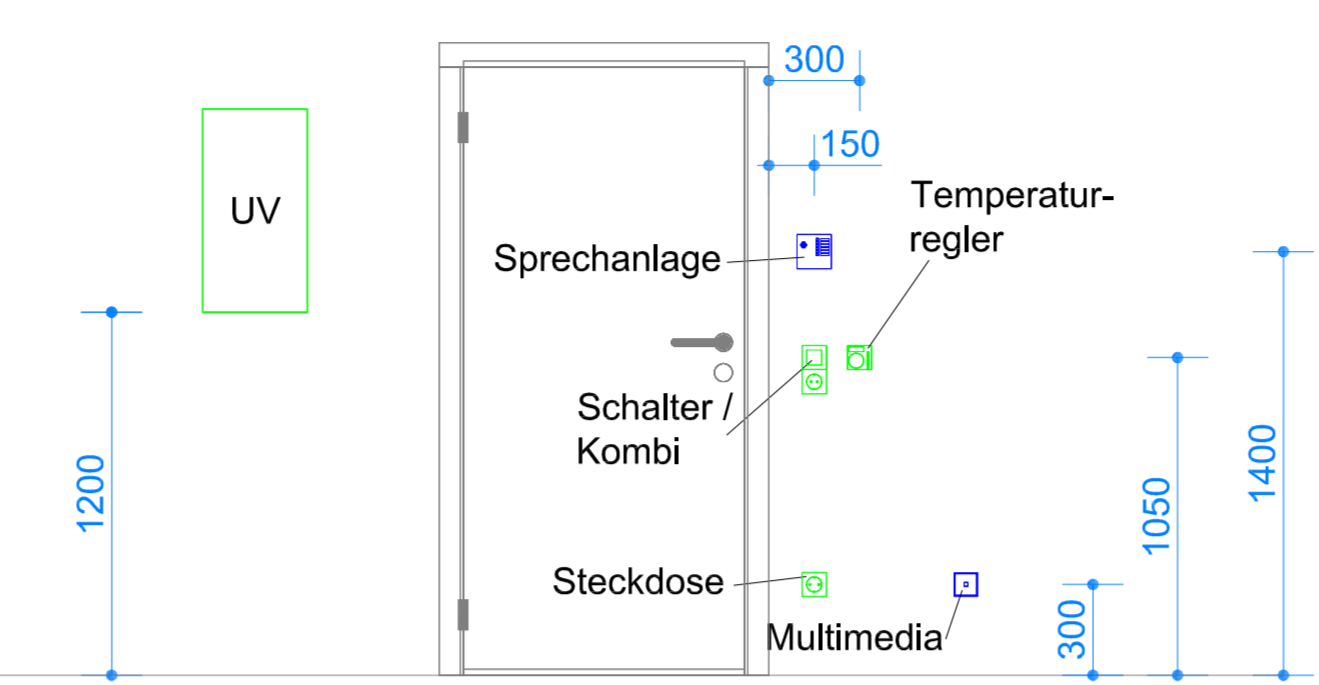 300
150
Temperatur-
regler
UV
Sprechanlage
Schalter /
Kombi
1200
1400
1050
Steckdose
300
Multimedia